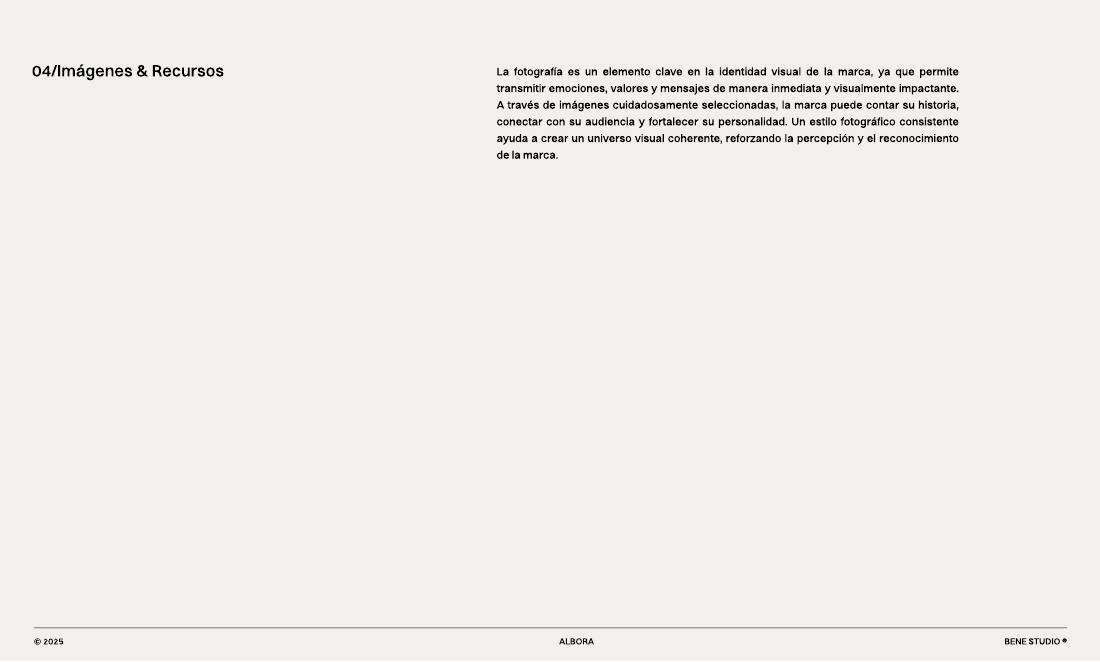 04/Imágenes & Recursos
La fotografía es un elemento clave en la identidad visual de la marca, ya que permite
transmitir emociones, valores y mensajes de manera inmediata y visualmente impactante.
A través de imágenes cuidadosamente seleccionadas, la marca puede contar su historia,
conectar con su audiencia y fortalecer su personalidad. Un estilo fotográfico consistente
ayuda a crear un universo visual coherente, reforzando la percepción y el reconocimiento
de la marca.
© 2025
ALBORA
BENE STUDIO ®